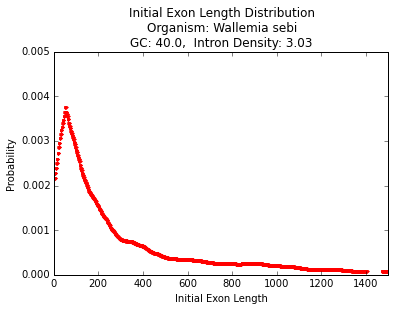 Initial Exon Length Distribution
Organism: Wallemia sebi
GC: 40.0,  Intron Density: 3.03
0.005
0.004
0.003
0.002
0.001
0.000
Probability
0
200
400
600
800
1000
1200
1400
Initial Exon Length